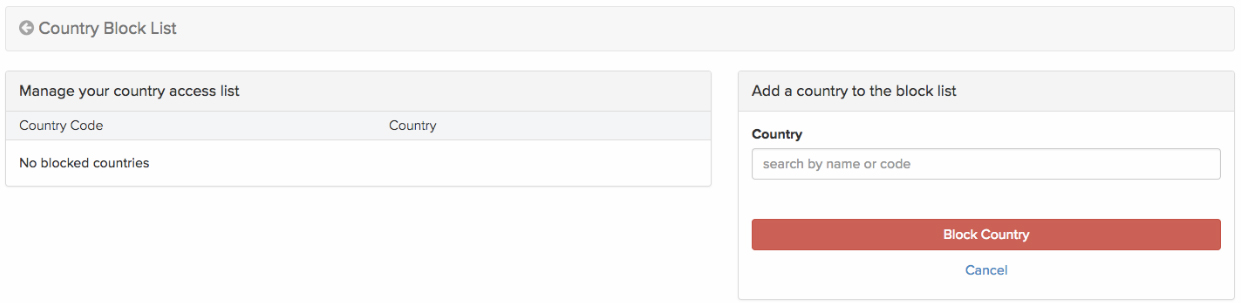 Country Block List
Manage your country access list
Country Code Country
No blocked countries
Add a country to the block list
Country
search by name or code
Block Country
Cancel